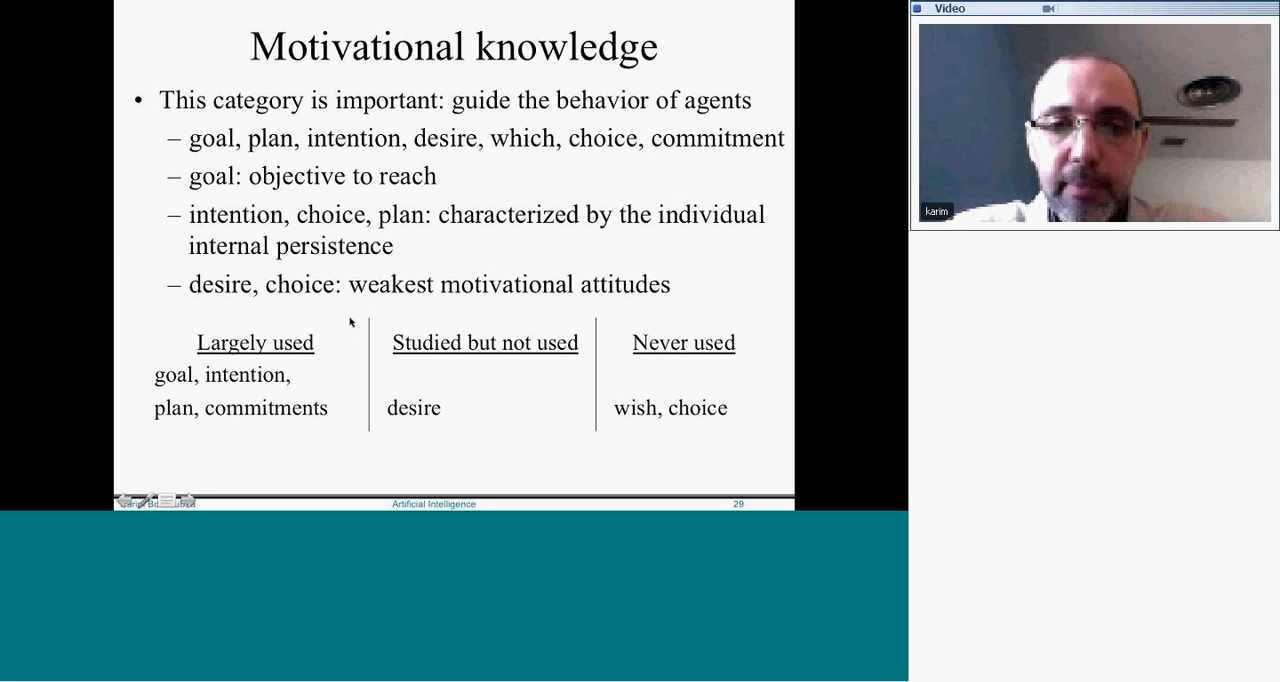 Motivational knowledge
• This category is important: guide the behavior of agents
– goal, plan, intention, desire, which, choice, commitment
– goal: objective to reach
– intention, choice, plan: characterized by the individual
internal persistence
– desire, choice: weakest motivational attitudes
Largely used
goal, intention,
plan, commitments
Studied but not used
desire
Never used
wish, choice
Artificial Intelligence
29
Video
karim